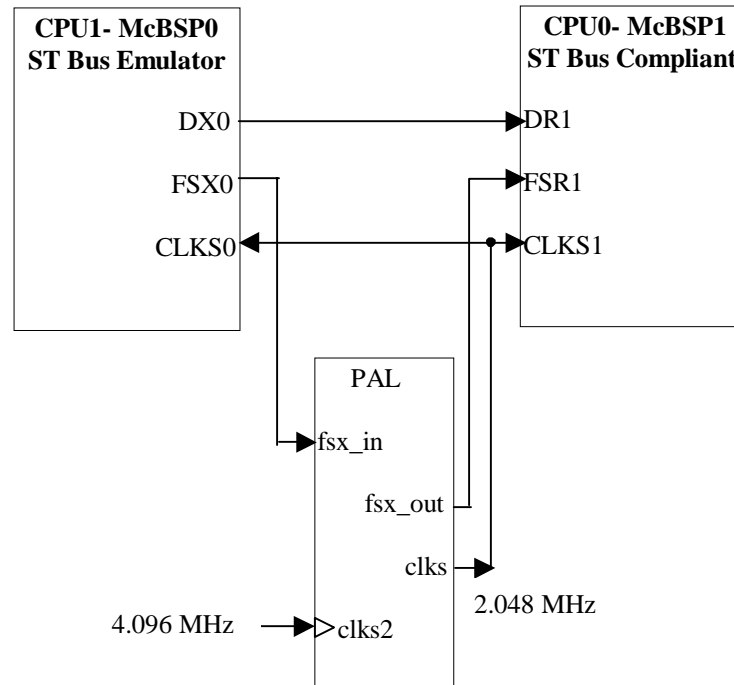 CPU1- McBSP0
ST Bus Emulator
CPU0- McBSP1
ST Bus Compliant
DX0
DR1
FSX0
FSR1
CLKS0
CLKS1
PAL
fsx_in
fsx_out
clks
2.048 MHz
4.096 MHz
clks2